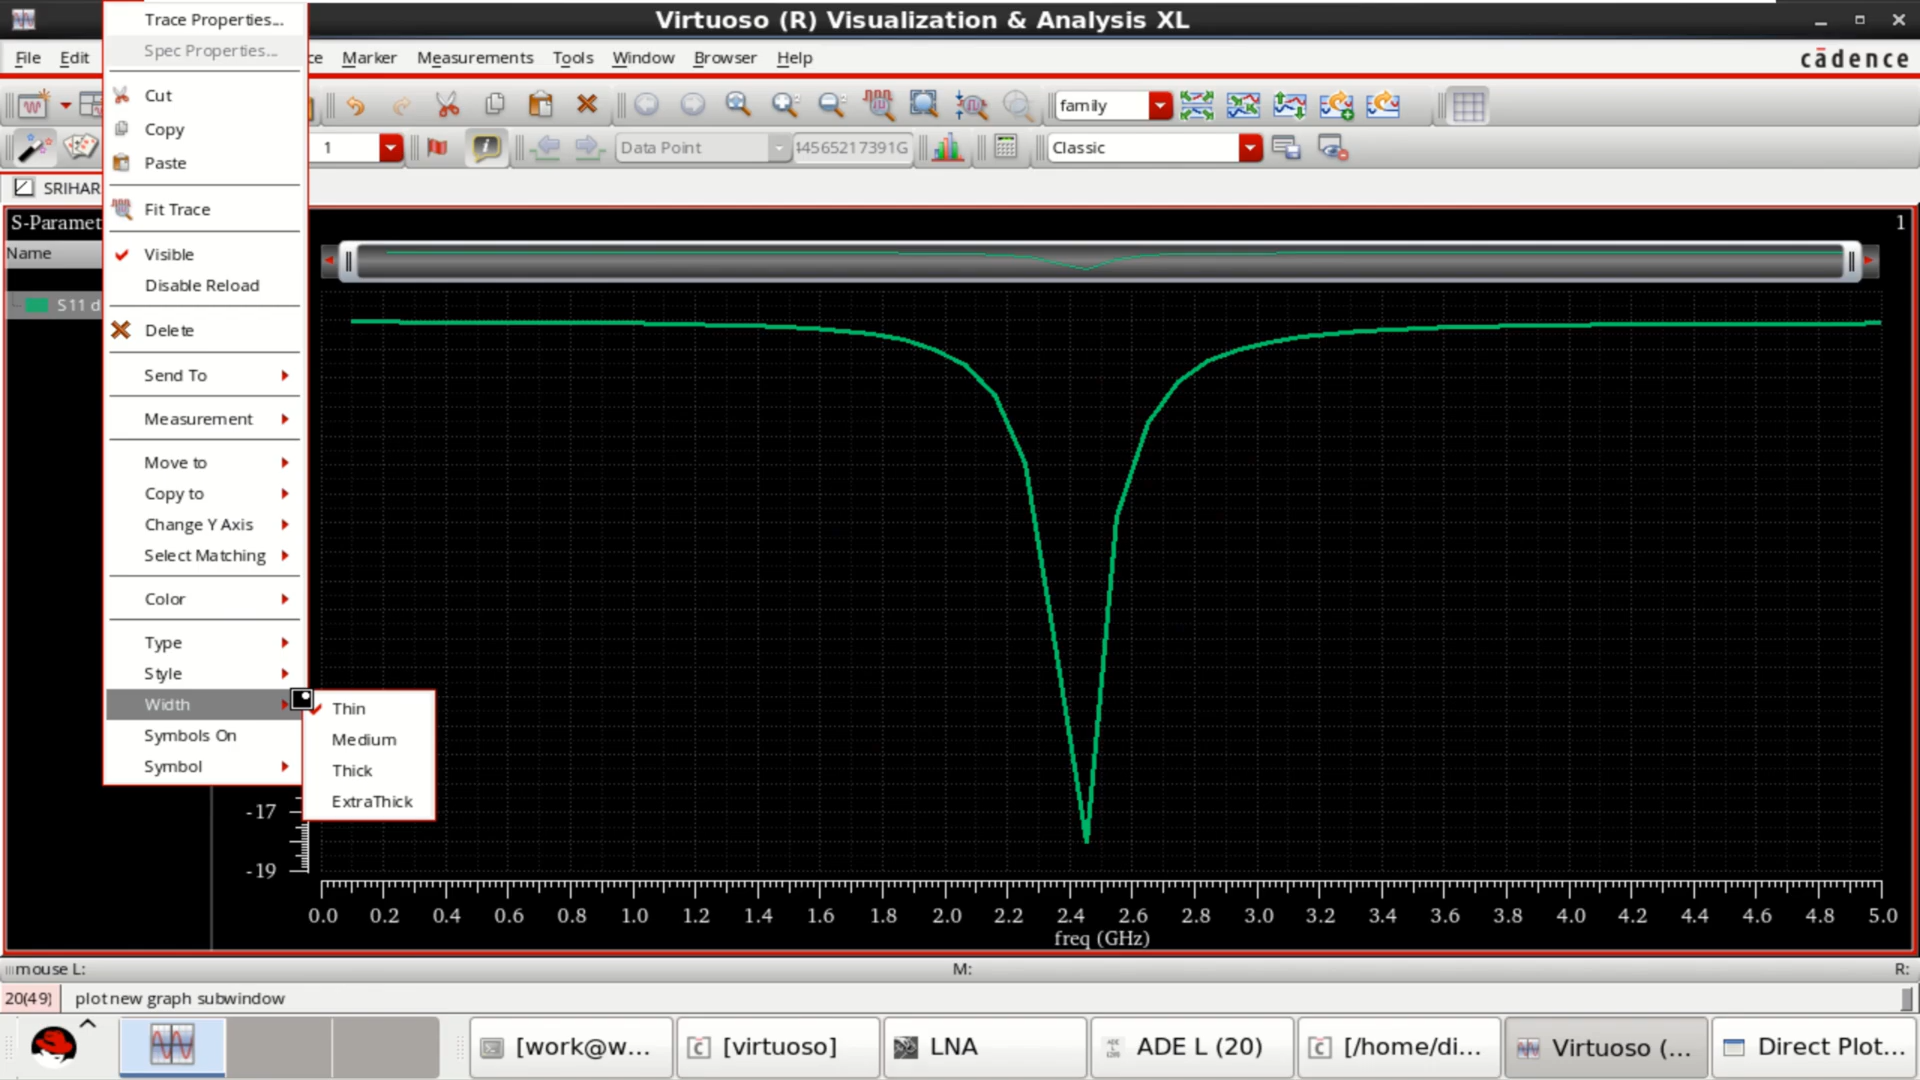 Virtuoso (R) Visualization & Analysis XL
File Edit ce Marker Measurements Tools Window Browser Help
cādence
family
1
Data Point
14565217391G
Classic
SRIHAR
S-Paramet
1
Name
S11 d
Trace Properties...
Spec Properties...
Cut
Copy
Paste
Fit Trace
Visible
Disable Reload
Delete
Send To
Measurement
Move to
Copy to
Change Y Axis
Select Matching
Color
Type
Style
Width
Symbols On
Symbol
Thin
Medium
Thick
ExtraThick
-17
-19
0.0 0.2 0.4 0.6 0.8 1.0 1.2 1.4 1.6 1.8 2.0 2.2 2.4 2.6 2.8 3.0 3.2 3.4 3.6 3.8 4.0 4.2 4.4 4.6 4.8 5.0
freq (GHz)
mouse L: M: R:
20(49) plot new graph subwindow
[work@w... [virtuoso] LNA ADE L (20) [/home/di... Virtuoso (... Direct Plot...